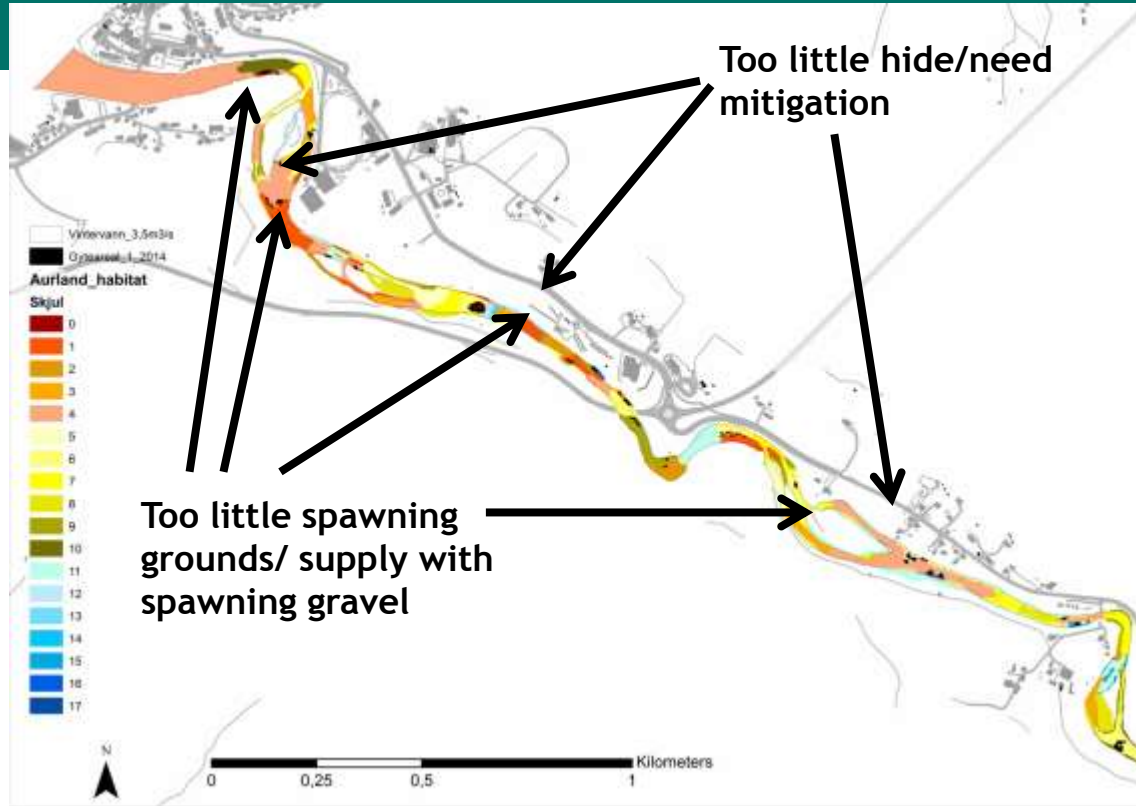 Too little hide/need
mitigation
Vintervann_3,5m3/s
Gyteareal_1_2014
Aurland_habitat
Skjul
0
1
2
3
4
5
6
7
8
9
10
11
12
13
14
15
16
17
Too little spawning
grounds/ supply with
spawning gravel
N
Kilometers
0 0,25 0,5 1